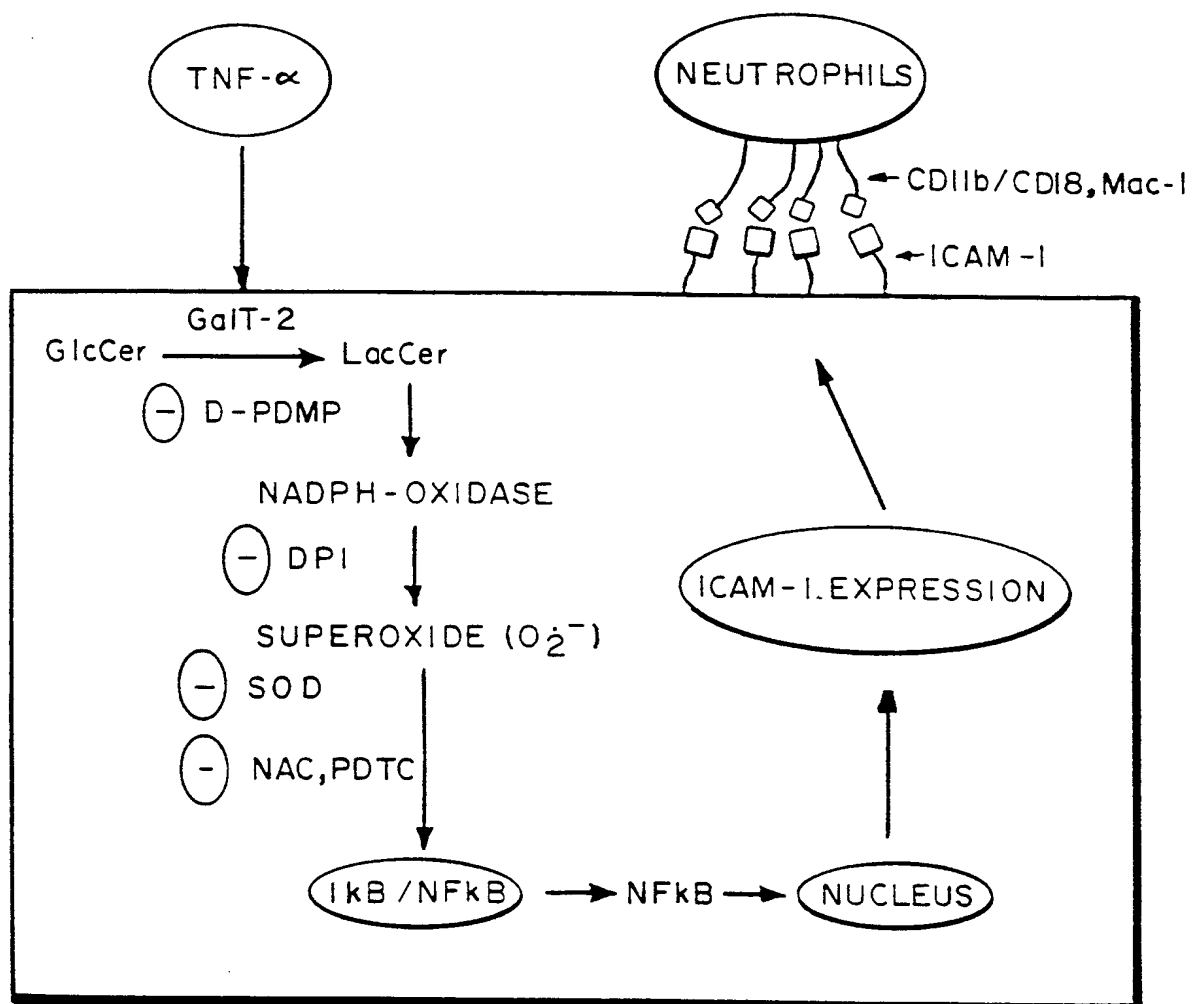 TNF-α
NEUTROPHILS
CD11b/CD18, Mac-1
ICAM-1
GalT-2
GlcCer
LacCer
− D-PDMP
NADPH-OXIDASE
− DPI
SUPEROXIDE (O2̇−)
− SOD
− NAC, PDTC
ICAM-1 EXPRESSION
IkB/NFkB
NFkB
NUCLEUS